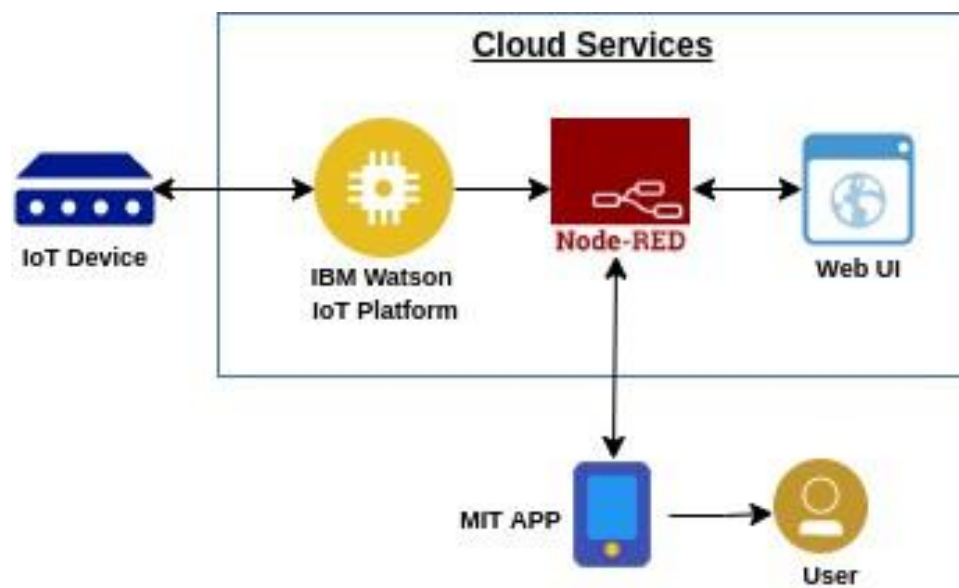 Cloud Services
IoT Device
IBM Watson
IoT Platform
Node-RED
Web UI
MIT APP
User